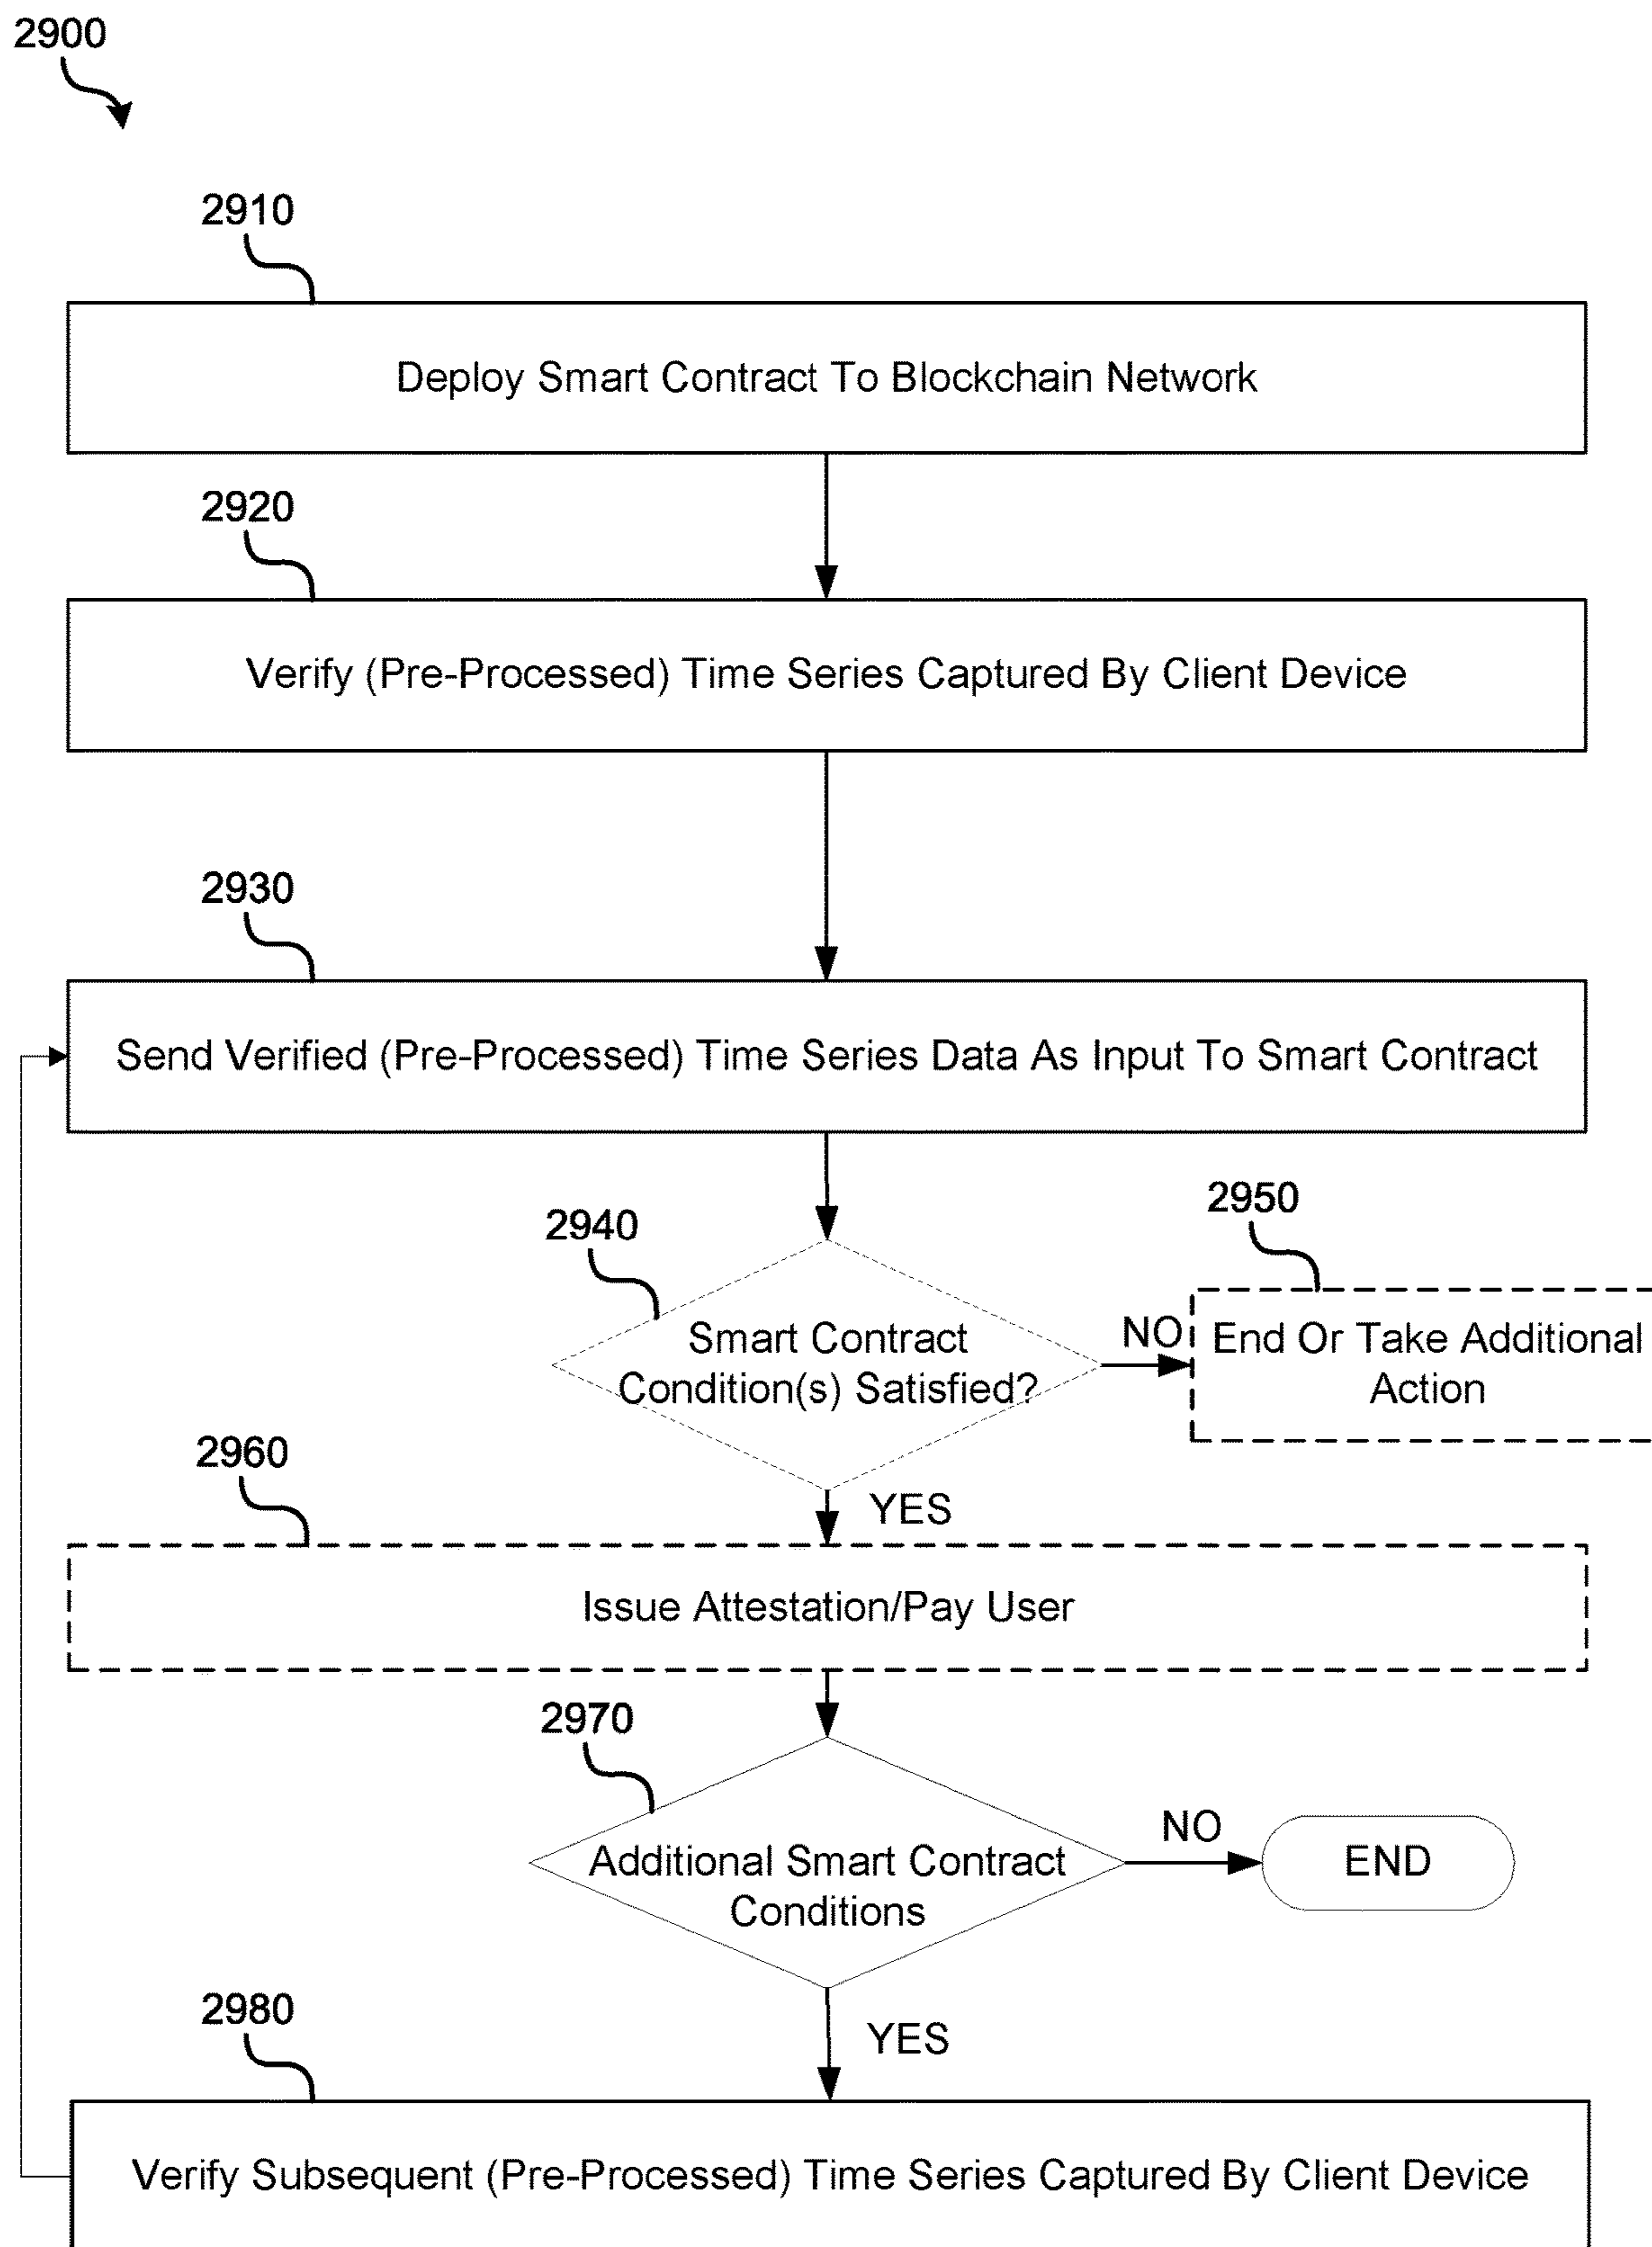 2900
2910
Deploy Smart Contract To Blockchain Network
2920
Verify (Pre-Processed) Time Series Captured By Client Device
2930
Send Verified (Pre-Processed) Time Series Data As Input To Smart Contract
2940
Smart Contract
Condition(s) Satisfied?
NO
2950
End Or Take Additional
Action
YES
2960
Issue Attestation/Pay User
2970
Additional Smart Contract
Conditions
NO
END
YES
2980
Verify Subsequent (Pre-Processed) Time Series Captured By Client Device